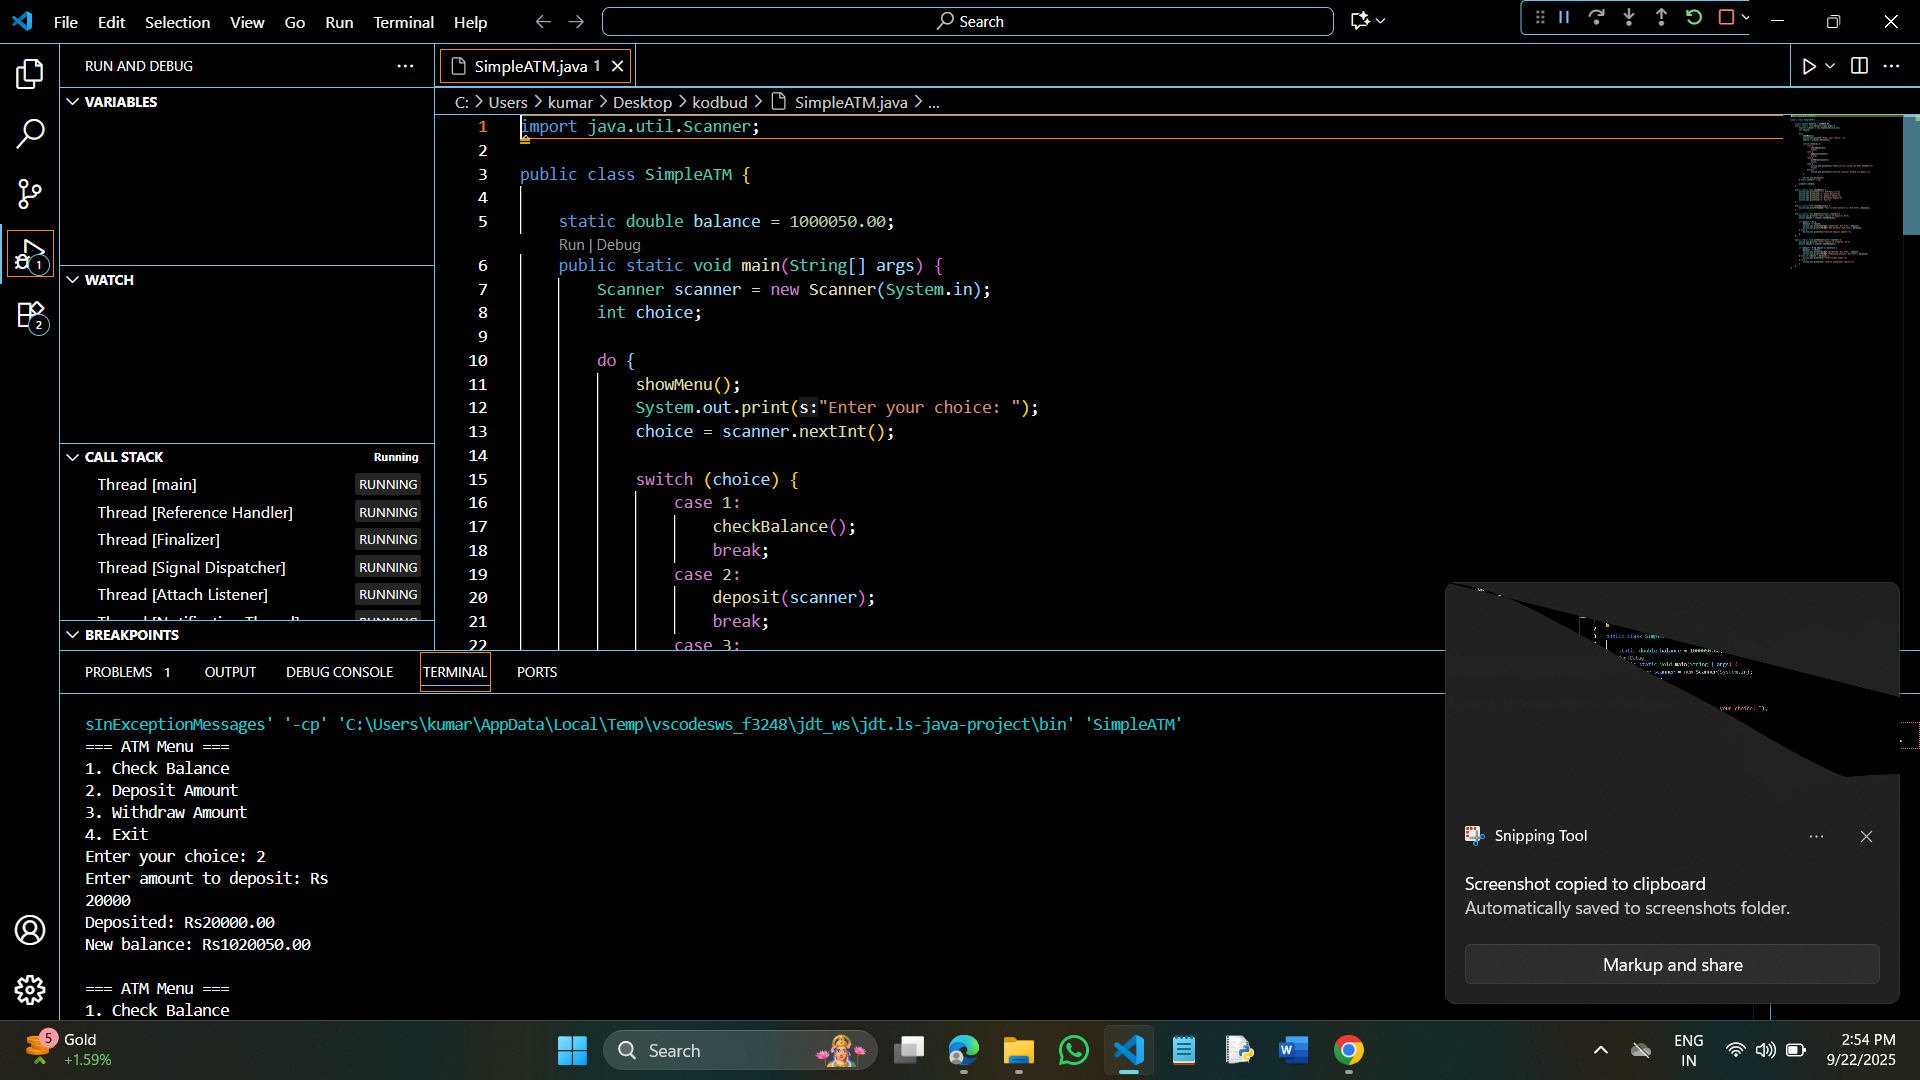 File Edit Selection View Go Run Terminal Help
Search
RUN AND DEBUG
VARIABLES
WATCH
CALL STACK Running
Thread [main] RUNNING
Thread [Reference Handler] RUNNING
Thread [Finalizer] RUNNING
Thread [Signal Dispatcher] RUNNING
Thread [Attach Listener] RUNNING
BREAKPOINTS
1
2
SimpleATM.java 1
C: > Users > kumar > Desktop > kodbud > SimpleATM.java > ...
1 import java.util.Scanner;
2
3 public class SimpleATM {
4
5 static double balance = 1000050.00;
Run | Debug
6 public static void main(String[] args) {
7 Scanner scanner = new Scanner(System.in);
8 int choice;
9
10 do {
11 showMenu();
12 System.out.print(s:"Enter your choice: ");
13 choice = scanner.nextInt();
14
15 switch (choice) {
16 case 1:
17 checkBalance();
18 break;
19 case 2:
20 deposit(scanner);
21 break;
22 case 3:
PROBLEMS 1 OUTPUT DEBUG CONSOLE TERMINAL PORTS
sInExceptionMessages' '-cp' 'C:\Users\kumar\AppData\Local\Temp\vscodesws_f3248\jdt_ws\jdt.ls-java-project\bin' 'SimpleATM'
=== ATM Menu ===
1. Check Balance
2. Deposit Amount
3. Withdraw Amount
4. Exit
Enter your choice: 2
Enter amount to deposit: Rs
20000
Deposited: Rs20000.00
New balance: Rs1020050.00
=== ATM Menu ===
1. Check Balance
Snipping Tool
Screenshot copied to clipboard
Automatically saved to screenshots folder.
Markup and share
5
Gold
+1.59%
Search
ENG
IN
2:54 PM
9/22/2025